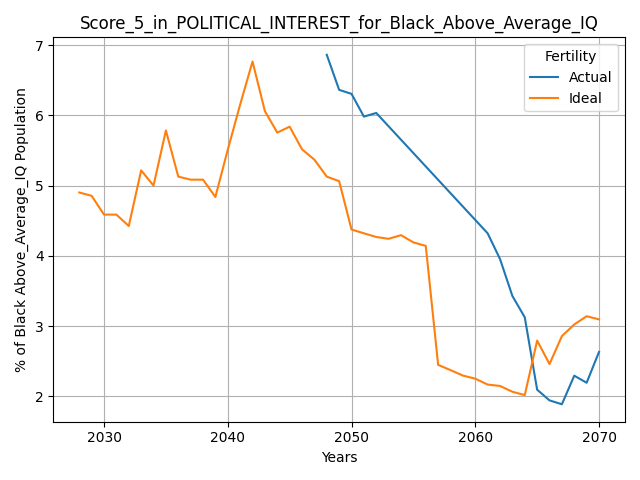 Score_5_in_POLITICAL_INTEREST_for_Black_Above_Average_IQ
Fertility
Actual
Ideal
% of Black Above_Average_IQ Population
7
6
5
4
3
2
2030
2040
2050
2060
2070
Years